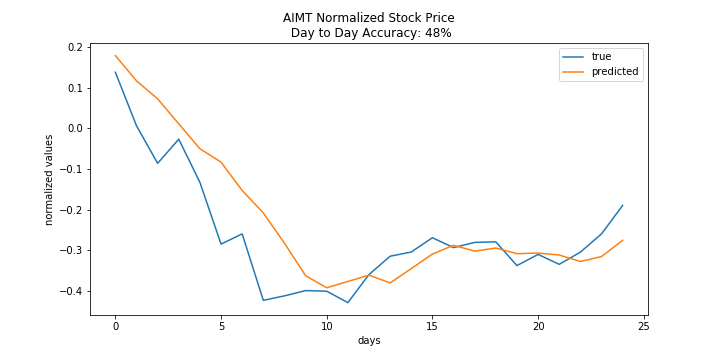 AIMT Normalized Stock Price
Day to Day Accuracy: 48%
true
predicted
normalized values
0.2
0.1
0.0
−0.1
−0.2
−0.3
−0.4
0
5
10
15
20
25
days